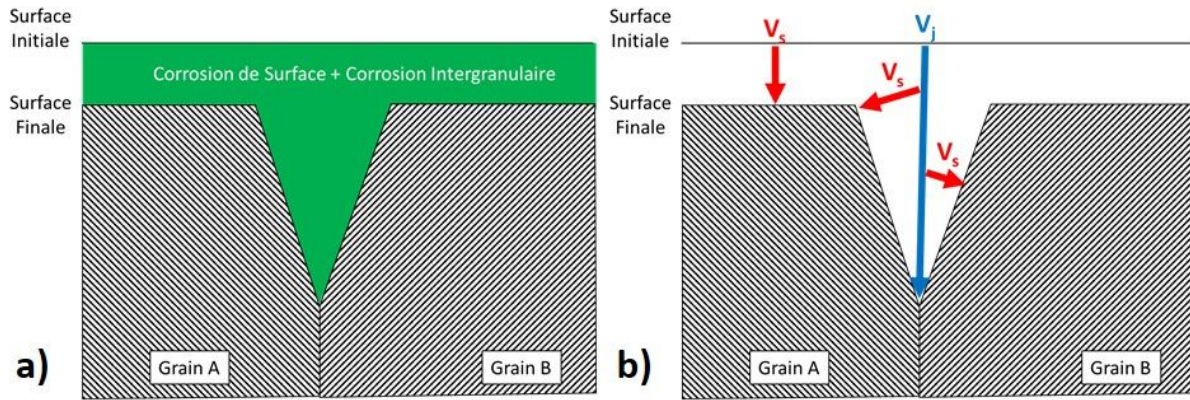 Surface
Initiale
Corrosion de Surface + Corrosion Intergranulaire
Surface
Finale
a)
Grain A
Grain B
Surface
Initiale
Vs
Vj
Vs
Surface
Finale
Vs
b)
Grain A
Grain B